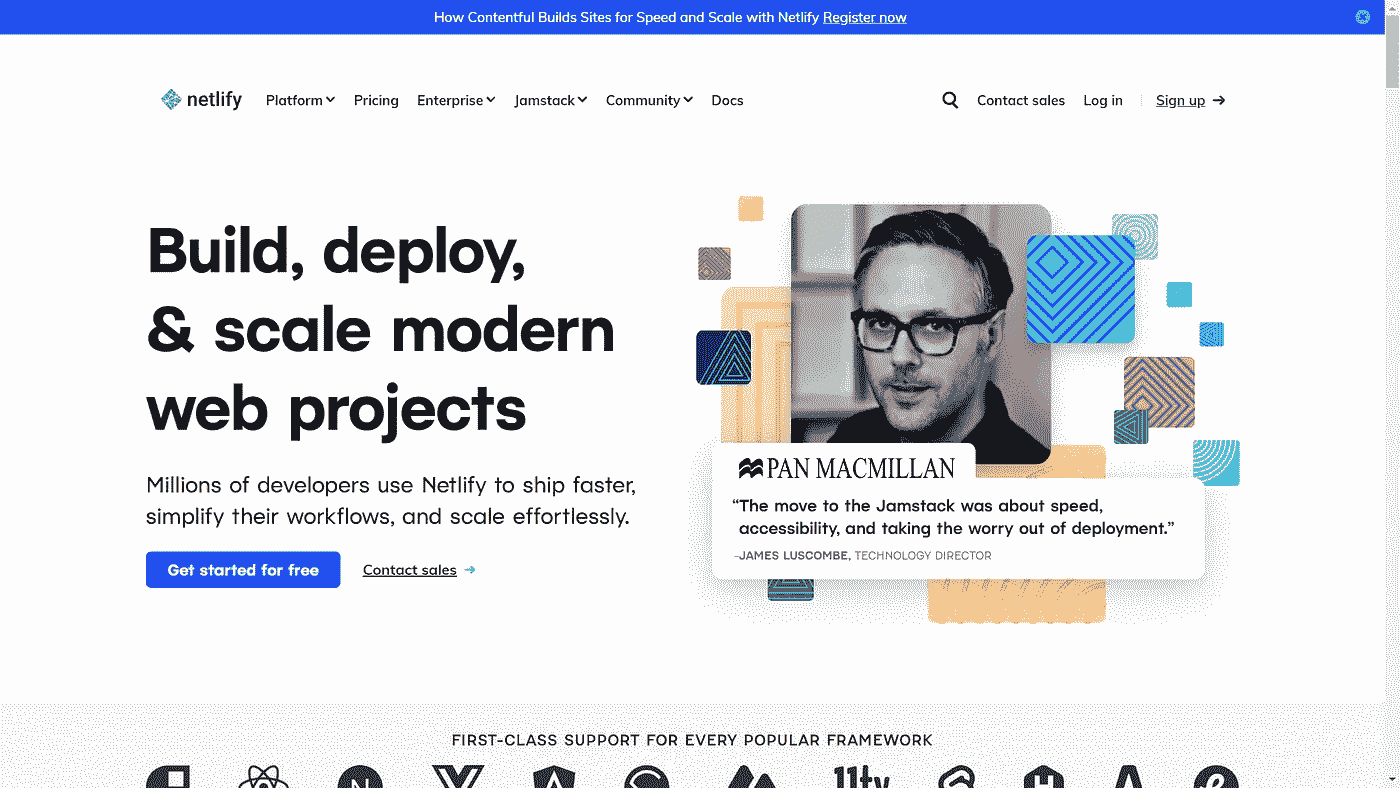 How Contentful Builds Sites for Speed and Scale with Netlify Register now
netlify Platform Pricing Enterprise Jamstack Community Docs Contact sales Log in Sign up
Build, deploy,
& scale modern
web projects
Millions of developers use Netlify to ship faster,
simplify their workflows, and scale effortlessly.
Get started for free Contact sales
PAN MACMILLAN
“The move to the Jamstack was about speed,
accessibility, and taking the worry out of deployment.”
–JAMES LUSCOMBE, TECHNOLOGY DIRECTOR
FIRST-CLASS SUPPORT FOR EVERY POPULAR FRAMEWORK
11ty